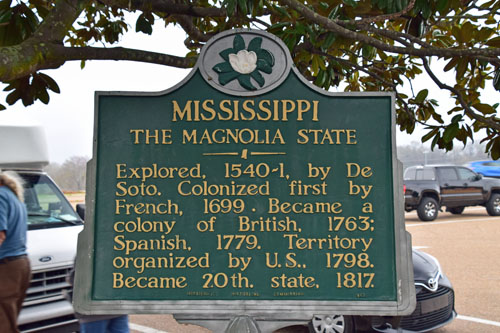 MISSISSIPPI
THE MAGNOLIA STATE
Explored, 1540-1, by De
Soto. Colonized first by
French, 1699. Became a
colony of British, 1763;
Spanish, 1779. Territory
organized by U.S., 1798.
Became 20th. state, 1817.